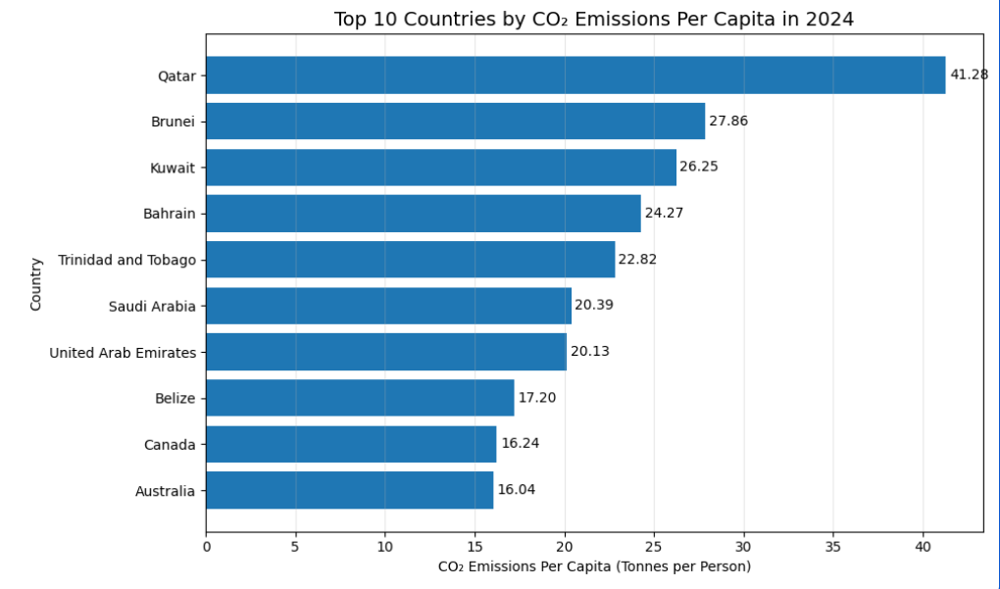 Top 10 Countries by CO₂ Emissions Per Capita in 2024
Qatar 41.28
Brunei 27.86
Kuwait 26.25
Bahrain 24.27
Trinidad and Tobago 22.82
Saudi Arabia 20.39
United Arab Emirates 20.13
Belize 17.20
Canada 16.24
Australia 16.04
Country
0 5 10 15 20 25 30 35 40
CO₂ Emissions Per Capita (Tonnes per Person)